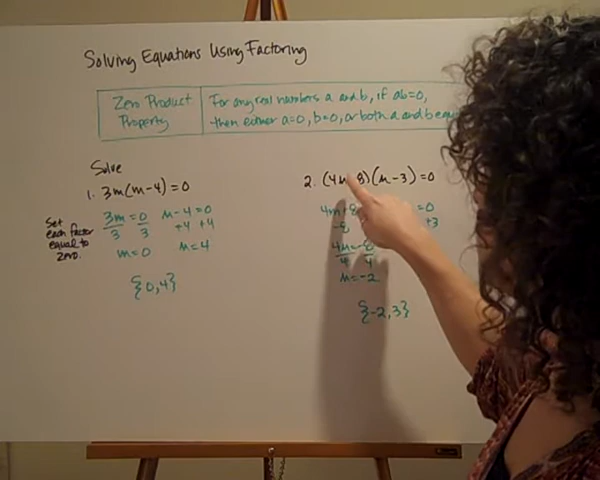 Solving Equations Using Factoring
Zero Product
Property
For any real numbers a and b, if ab=0,
then either a=0, b=0, or both a and b equ
Solve
1. 3m(m-4)=0
Set
each factor
equal to
zero.
3m=0 m-4=0
3 3 +4 +4
m=0 m=4
{0,4}
2. (4m 8)(m-3)=0
4m+8 =0
-8 +3
4m=-8
4 4
m=-2
{-2,3}